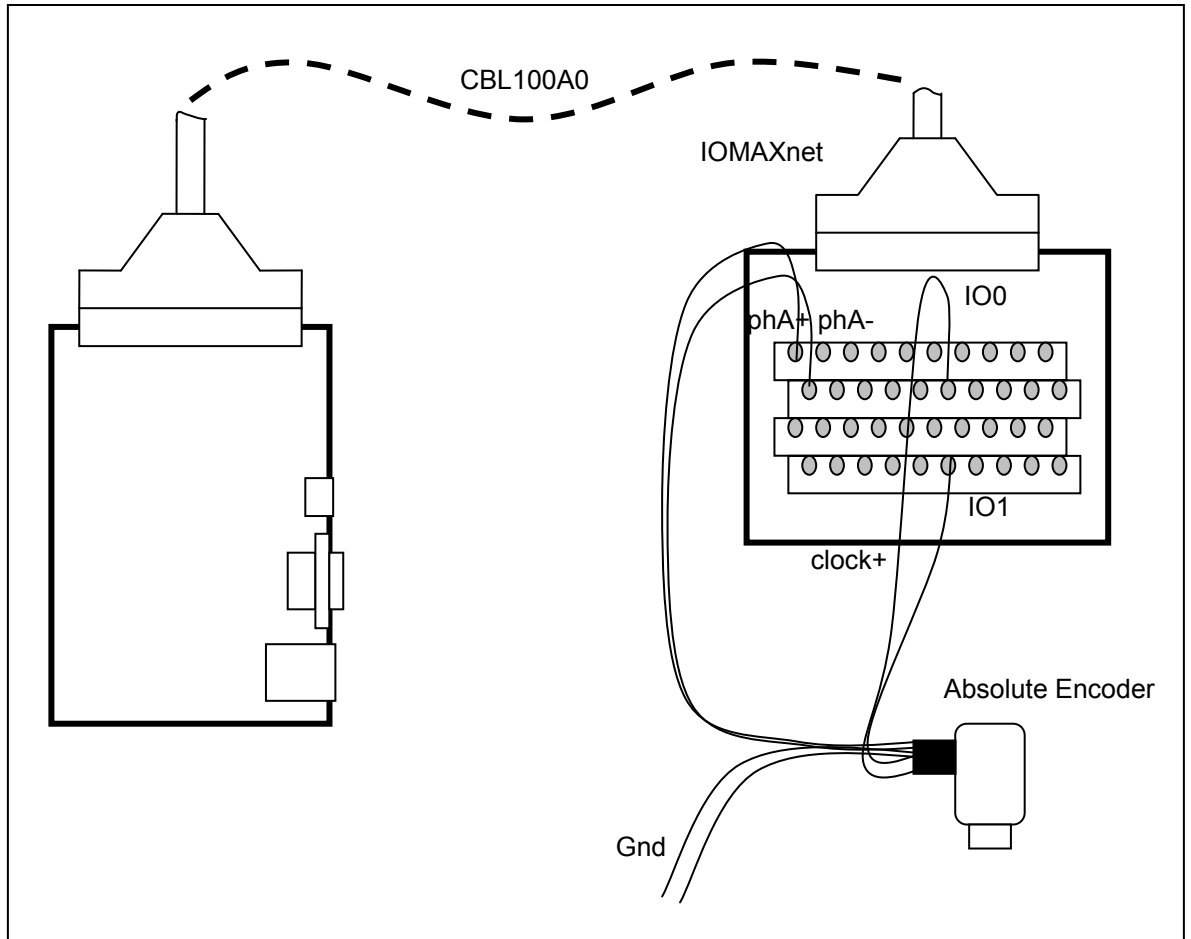 CBL100A0
IOMAXnet
IO0
phA+ phA-
IO1
clock+
Absolute Encoder
Gnd